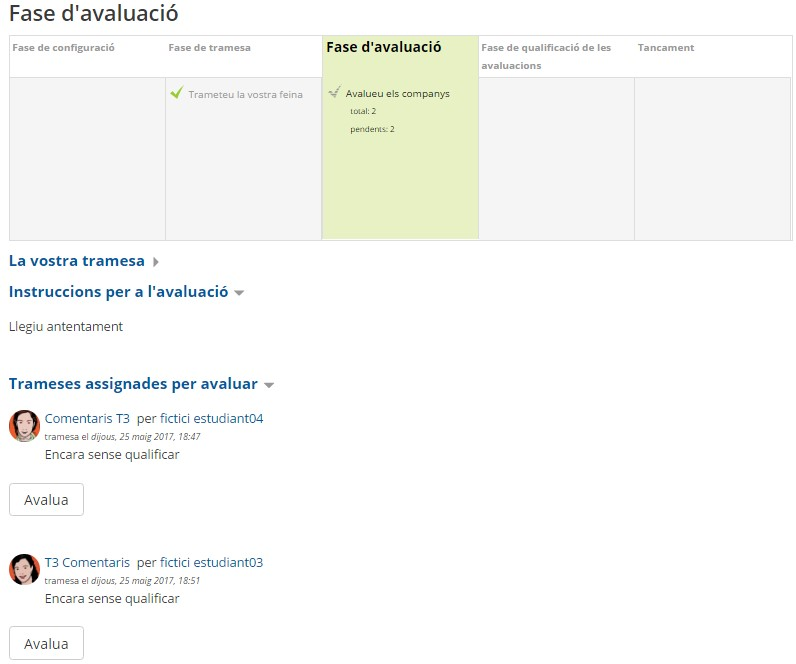 Fase d'avaluació
Fase de configuració
Fase de tramesa
Fase d'avaluació
Fase de qualificació de les
avaluacions
Tancament
Trameteu la vostra feina
Avalueu els companys
total: 2
pendents: 2
La vostra tramesa
Instruccions per a l'avaluació
Llegiu antentament
Trameses assignades per avaluar
Comentaris T3 per fictici estudiant04
tramesa el dijous, 25 maig 2017, 18:47
Encara sense qualificar
Avalua
T3 Comentaris per fictici estudiant03
tramesa el dijous, 25 maig 2017, 18:51
Encara sense qualificar
Avalua